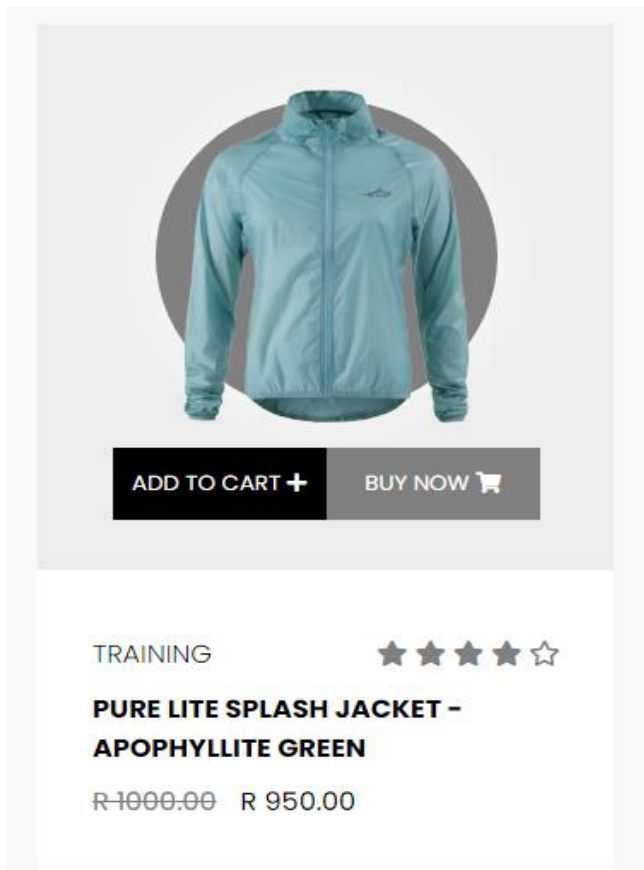 ADD TO CART
BUY NOW
TRAINING
PURE LITE SPLASH JACKET -
APOPHYLLITE GREEN
R 1000.00 R 950.00